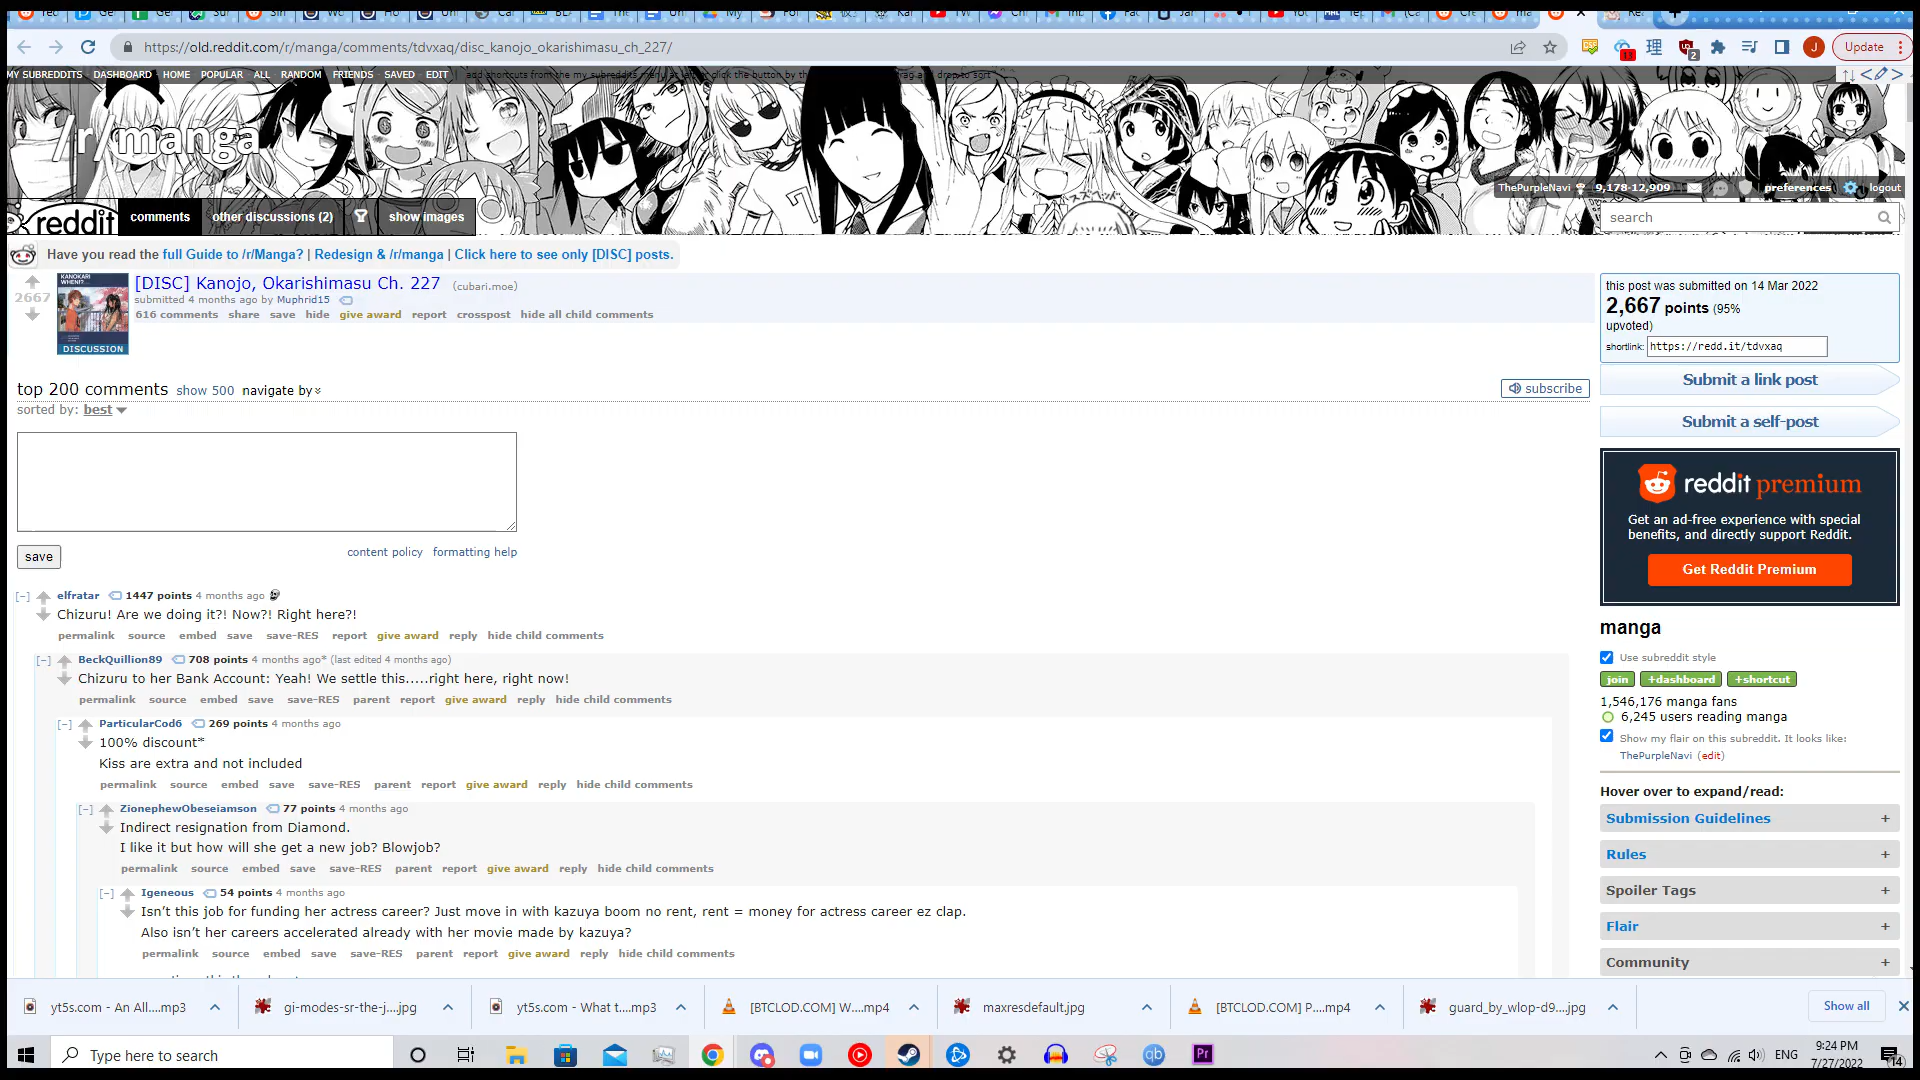 https://old.reddit.com/r/manga/comments/tdvxaq/disc_kanojo_okarishimasu_ch_227/
Update
MY SUBREDDITS DASHBOARD HOME POPULAR ALL RANDOM FRIENDS SAVED EDIT
/r/manga
ThePurpleNavi 9,178·12,909 preferences logout
reddit comments other discussions (2) show images
search
Have you read the full Guide to /r/Manga? | Redesign & /r/manga | Click here to see only [DISC] posts.
2667
KANOKARI WHEN!?
DISCUSSION
[DISC] Kanojo, Okarishimasu Ch. 227 (cubari.moe)
submitted 4 months ago by Muphrid15
616 comments share save hide give award report crosspost hide all child comments
this post was submitted on 14 Mar 2022
2,667 points (95%
upvoted)
shortlink: https://redd.it/tdvxaq
top 200 comments show 500 navigate by
subscribe
sorted by: best
Submit a link post
Submit a self-post
save
content policy formatting help
reddit premium
Get an ad-free experience with special
benefits, and directly support Reddit.
Get Reddit Premium
[-] elfratar 1447 points 4 months ago
Chizuru! Are we doing it?! Now?! Right here?!
permalink source embed save save-RES report give award reply hide child comments
[-] BeckQuillion89 708 points 4 months ago* (last edited 4 months ago)
Chizuru to her Bank Account: Yeah! We settle this.....right here, right now!
permalink source embed save save-RES parent report give award reply hide child comments
[-] ParticularCod6 269 points 4 months ago
100% discount*
Kiss are extra and not included
permalink source embed save save-RES parent report give award reply hide child comments
[-] ZionephewObeseiamson 77 points 4 months ago
Indirect resignation from Diamond.
I like it but how will she get a new job? Blowjob?
permalink source embed save save-RES parent report give award reply hide child comments
[-] Igeneous 54 points 4 months ago
Isn't this job for funding her actress career? Just move in with kazuya boom no rent, rent = money for actress career ez clap.
Also isn't her careers accelerated already with her movie made by kazuya?
permalink source embed save save-RES parent report give award reply hide child comments
manga
Use subreddit style
join +dashboard +shortcut
1,546,176 manga fans
6,245 users reading manga
Show my flair on this subreddit. It looks like:
ThePurpleNavi (edit)
Hover over to expand/read:
Submission Guidelines +
Rules +
Spoiler Tags +
Flair +
Community +
yt5s.com - An All....mp3
gi-modes-sr-the-j....jpg
yt5s.com - What t....mp3
[BTCLOD.COM] W....mp4
maxresdefault.jpg
[BTCLOD.COM] P....mp4
guard_by_wlop-d9....jpg
Show all
Type here to search
ENG
9:24 PM
7/27/2022
14